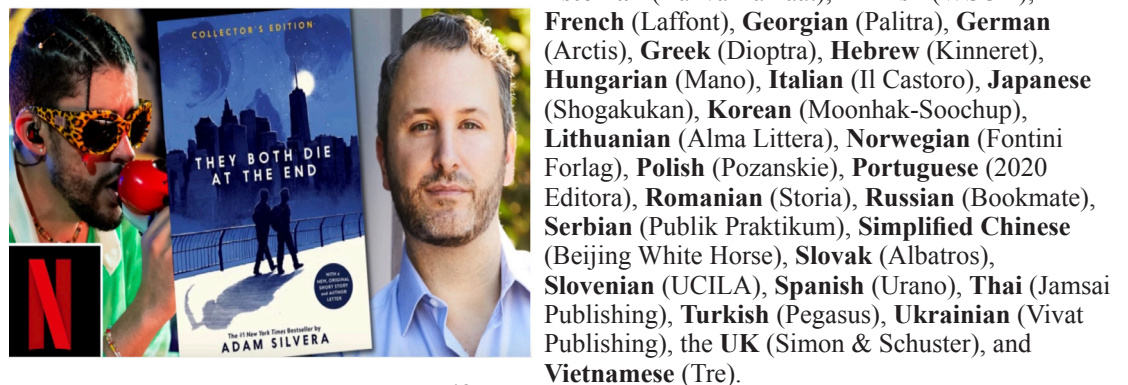 COLLECTOR'S EDITION
THEY BOTH DIE
AT THE END
WITH A
NEW, ORIGINAL
SHORT STORY
and AUTHOR
LETTER
The #1 New York Times Bestseller by
ADAM SILVERA
N
French (Laffont), Georgian (Palitra), German
(Arctis), Greek (Dioptra), Hebrew (Kinneret),
Hungarian (Mano), Italian (Il Castoro), Japanese
(Shogakukan), Korean (Moonhak-Soochup),
Lithuanian (Alma Littera), Norwegian (Fontini
Forlag), Polish (Pozanskie), Portuguese (2020
Editora), Romanian (Storia), Russian (Bookmate),
Serbian (Publik Praktikum), Simplified Chinese
(Beijing White Horse), Slovak (Albatros),
Slovenian (UCILA), Spanish (Urano), Thai (Jamsai
Publishing), Turkish (Pegasus), Ukrainian (Vivat
Publishing), the UK (Simon & Schuster), and
Vietnamese (Tre).